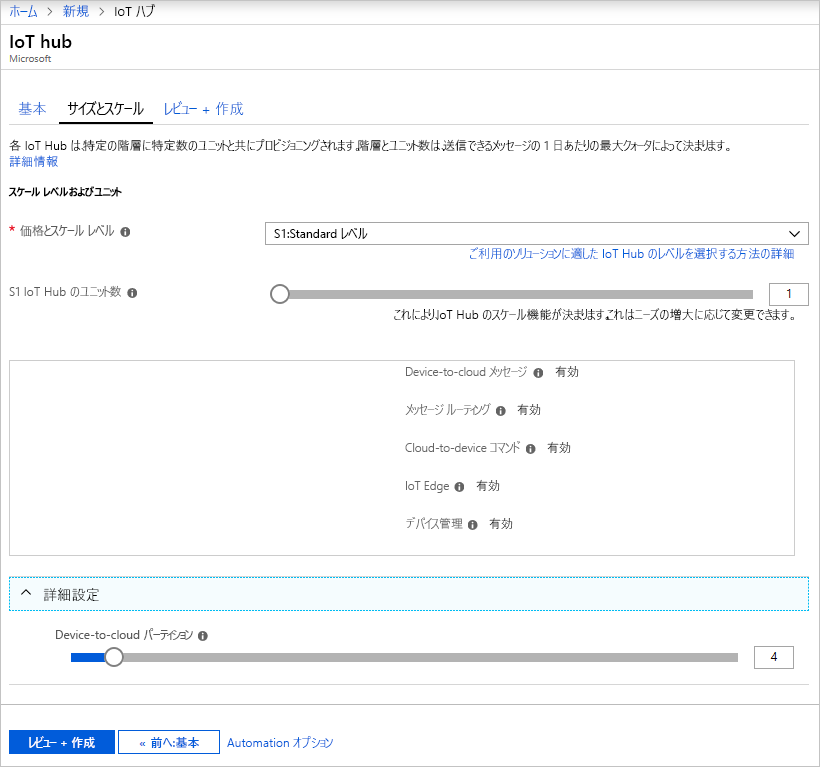 ホーム > 新規 > IoT ハブ
IoT hub
Microsoft
基本 サイズとスケール レビュー + 作成
各 IoT Hub は、特定の階層に特定数のユニットと共にプロビジョニングされます。階層とユニット数は、送信できるメッセージの 1 日あたりの最大クォータによって決まります。
詳細情報
スケール レベルおよびユニット
* 価格とスケール レベル S1:Standard レベル
ご利用のソリューションに適した IoT Hub のレベルを選択する方法の詳細
S1 IoT Hub のユニット数 1
これにより、IoT Hub のスケール機能が決まります。これはニーズの増大に応じて変更できます。
Device-to-cloud メッセージ 有効
メッセージ ルーティング 有効
Cloud-to-device コマンド 有効
IoT Edge 有効
デバイス管理 有効
詳細設定
Device-to-cloud パーティション
4
レビュー + 作成 « 前へ:基本 Automation オプション